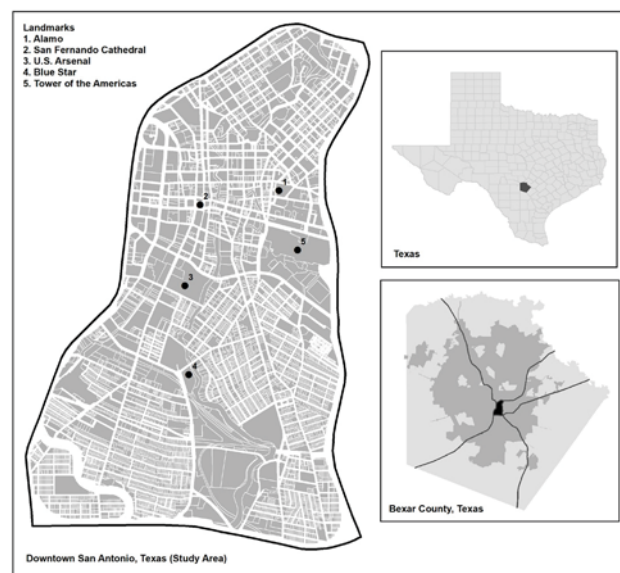 Landmarks
1. Alamo
2. San Fernando Cathedral
3. U.S. Arsenal
4. Blue Star
5. Tower of the Americas
1
2
5
3
4
Downtown San Antonio, Texas (Study Area)
Texas
Bexar County, Texas